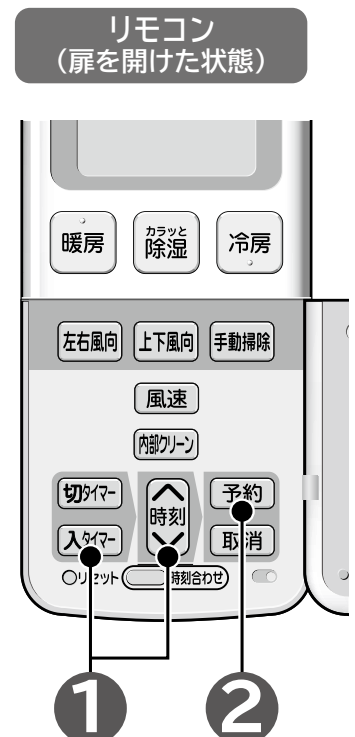 リモコン
（扉を開けた状態）
暖房
カラッと
除湿
冷房
左右風向
上下風向
手動掃除
風速
内部クリーン
切タイマー
時刻
予約
入タイマー
取消
リセット
時刻合わせ
1
2